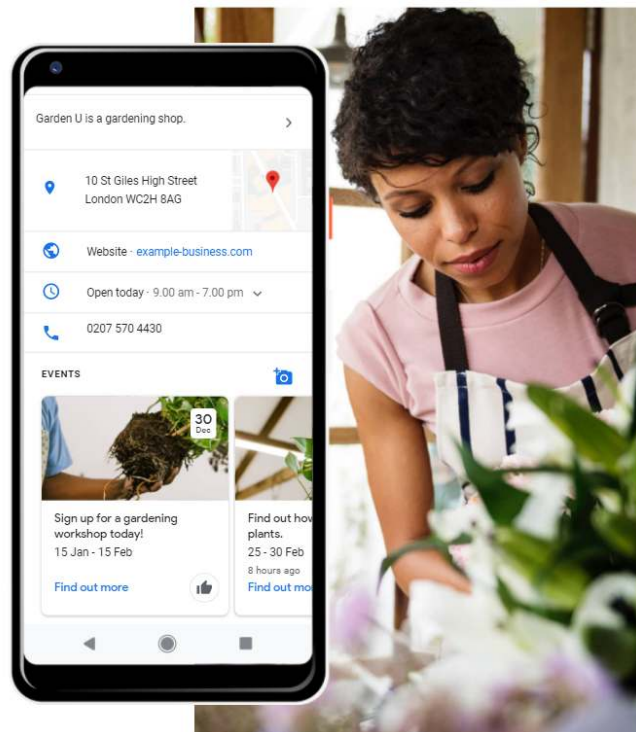 Garden U is a gardening shop.
10 St Giles High Street
London WC2H 8AG
Website · example-business.com
Open today · 9.00 am - 7.00 pm
0207 570 4430
EVENTS
30
Dec
Sign up for a gardening
workshop today!
15 Jan - 15 Feb
Find out more
Find out how
plants.
25 - 30 Feb
8 hours ago
Find out mo